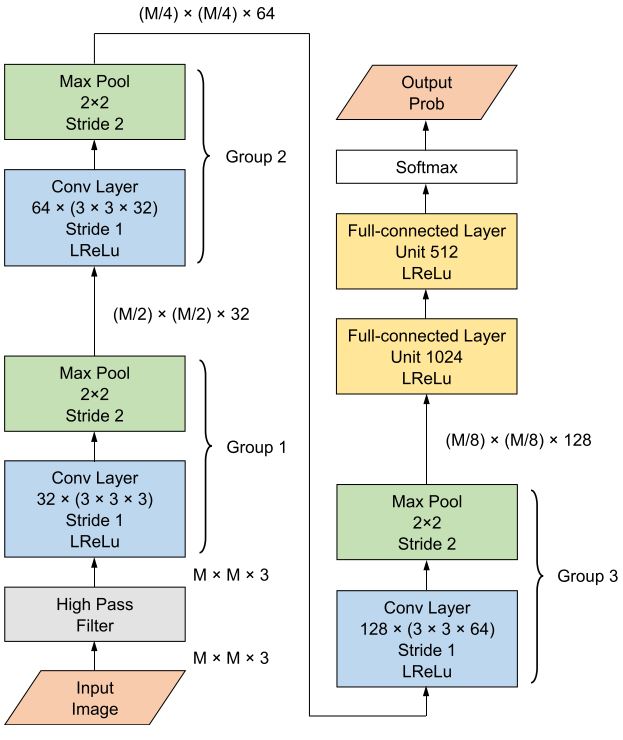 (M/4) × (M/4) × 64
Max Pool
2×2
Stride 2
Group 2
Conv Layer
64 × (3 × 3 × 32)
Stride 1
LReLu
(M/2) × (M/2) × 32
Max Pool
2×2
Stride 2
Group 1
Conv Layer
32 × (3 × 3 × 3)
Stride 1
LReLu
M × M × 3
High Pass
Filter
M × M × 3
Input
Image
Output
Prob
Softmax
Full-connected Layer
Unit 512
LReLu
Full-connected Layer
Unit 1024
LReLu
(M/8) × (M/8) × 128
Max Pool
2×2
Stride 2
Group 3
Conv Layer
128 × (3 × 3 × 64)
Stride 1
LReLu